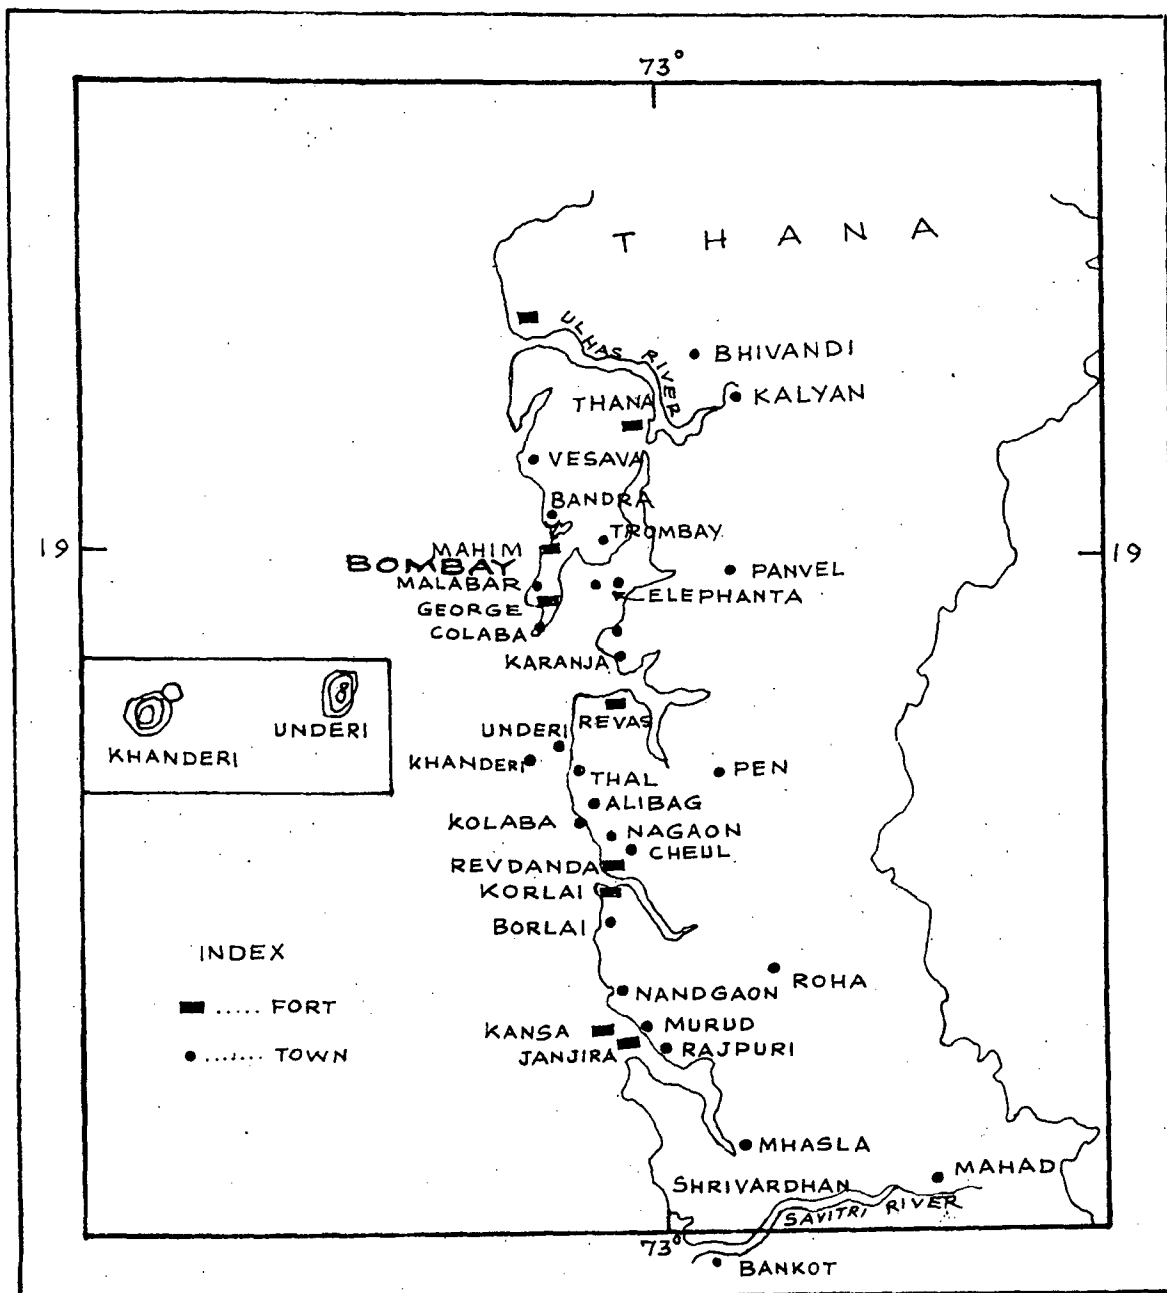 73°
T H A N A
ULHAS RIVER
BHIVANDI
KALYAN
THANA
VESAVA
BANDRA
TROMBAY
19
MAHIM
19
BOMBAY
PANVEL
MALABAR
ELEPHANTA
GEORGE
COLABA
KARANJA
REVAS
UNDERI
UNDERI
KHANDERI
KHANDERI
THAL
PEN
ALIBAG
KOLABA
NAGAON
CHEUL
REVDANDA
KORLAI
BORLAI
INDEX
ROHA
NANDGAON
..... FORT
KANSA
MURUD
JANJIRA
RAJPURI
....... TOWN
MHASLA
MAHAD
SHRIVARDHAN
SAVITRI RIVER
73°
BANKOT